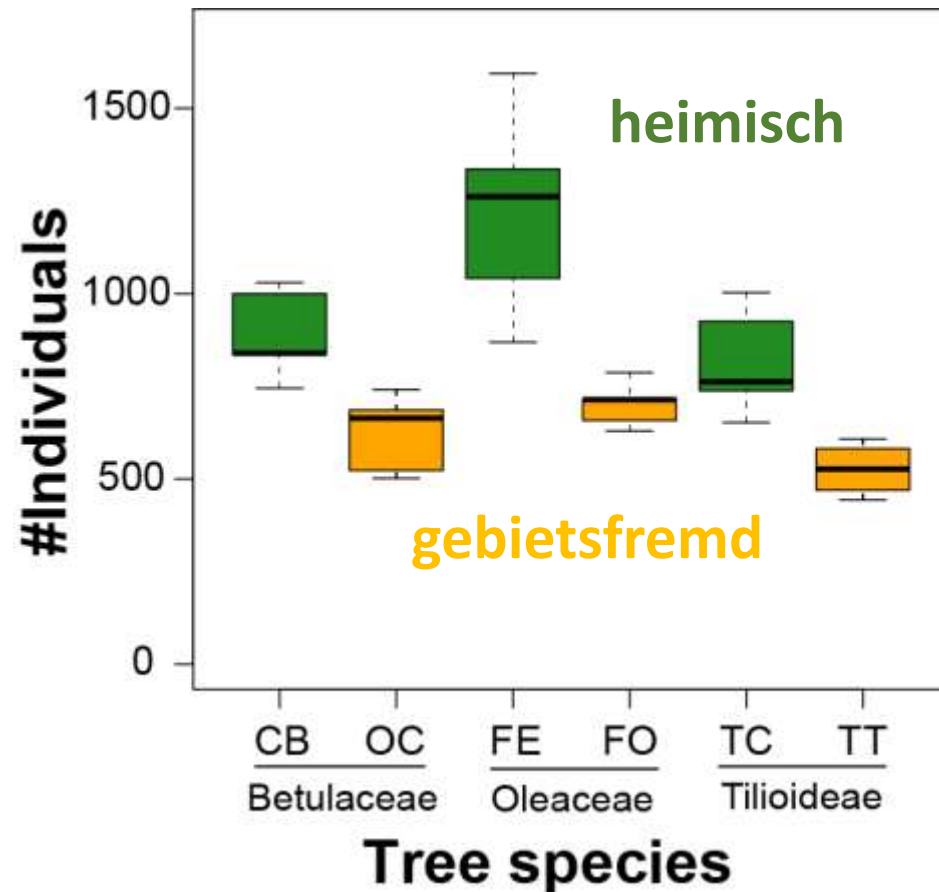 1500
heimisch
1000
#Individuals
500
gebietsfremd
0
CB OC FE FO TC TT
Betulaceae Oleaceae Tilioideae
Tree species